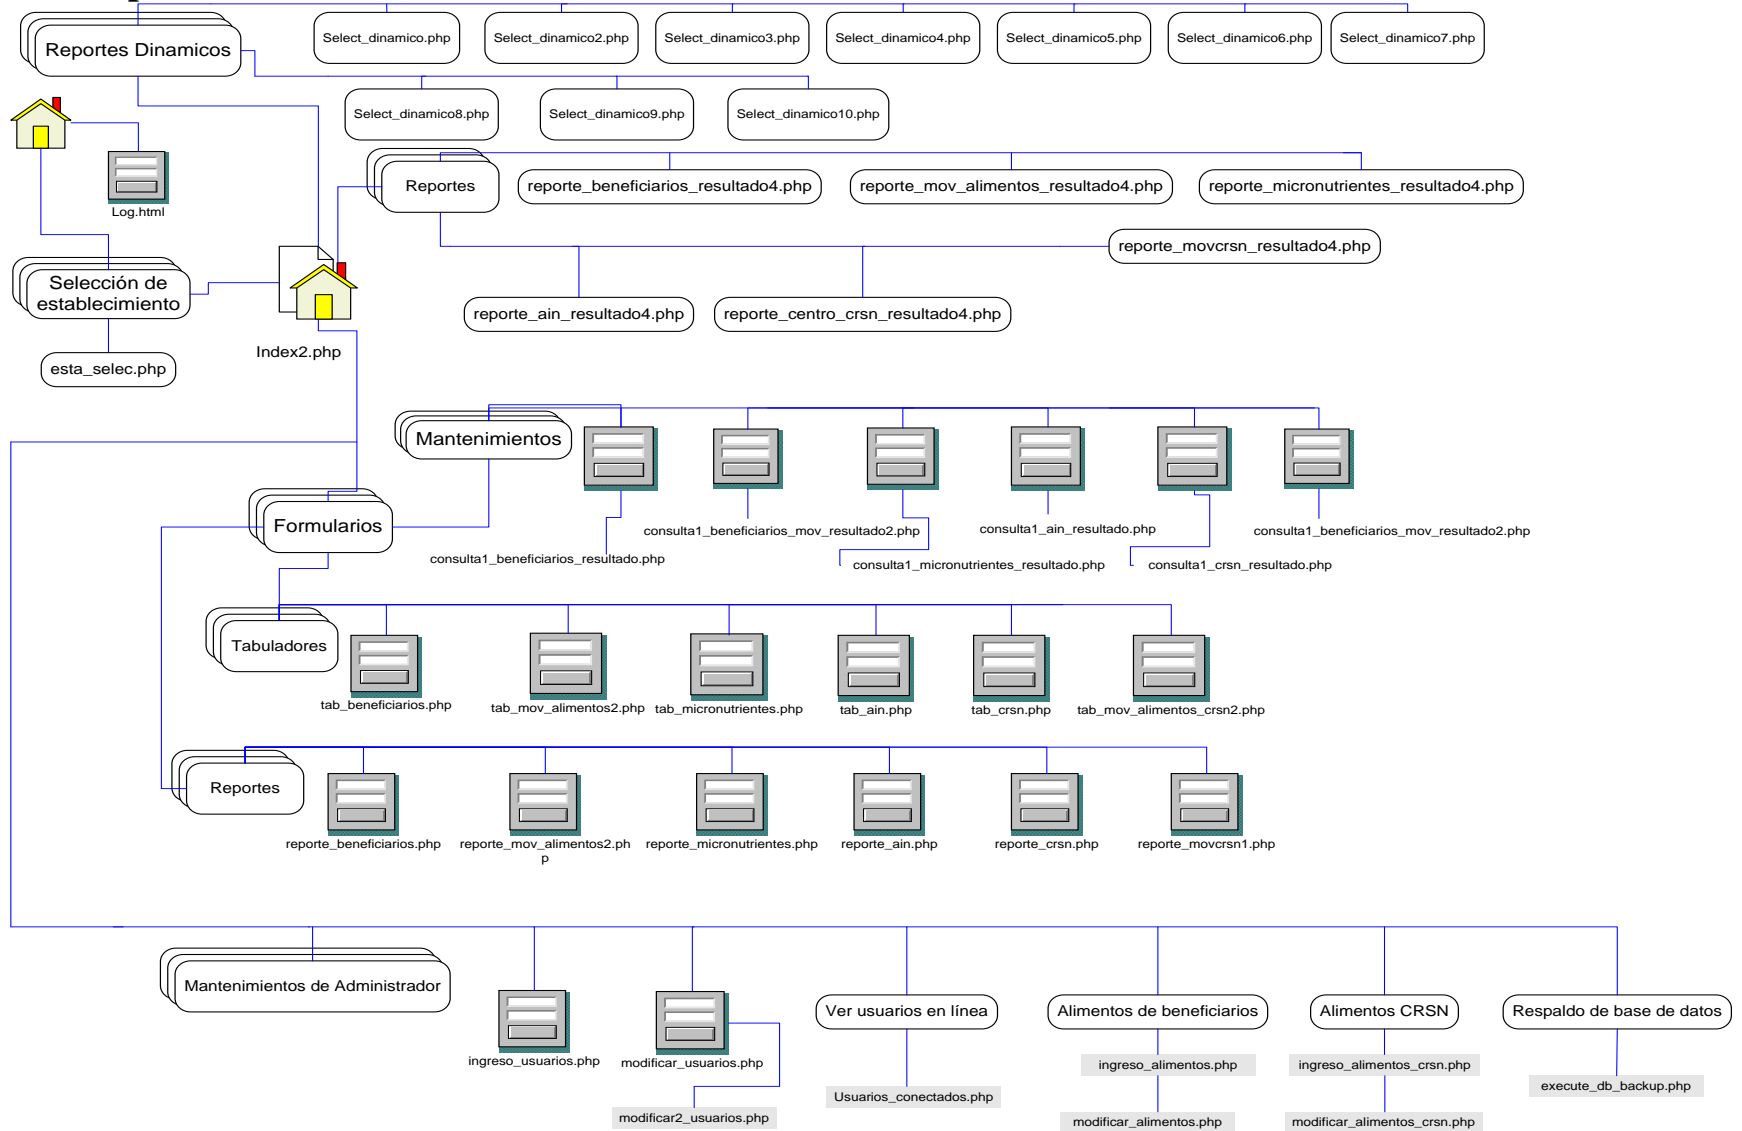 Reportes Dinamicos
Select_dinamico.php
Select_dinamico2.php
Select_dinamico3.php
Select_dinamico4.php
Select_dinamico5.php
Select_dinamico6.php
Select_dinamico7.php
Select_dinamico8.php
Select_dinamico9.php
Select_dinamico10.php
Log.html
Reportes
reporte_beneficiarios_resultado4.php
reporte_mov_alimentos_resultado4.php
reporte_micronutrientes_resultado4.php
reporte_movcrsn_resultado4.php
reporte_ain_resultado4.php
reporte_centro_crsn_resultado4.php
Selección de
establecimiento
esta_selec.php
Index2.php
Mantenimientos
consulta1_beneficiarios_resultado.php
consulta1_beneficiarios_mov_resultado2.php
consulta1_micronutrientes_resultado.php
consulta1_ain_resultado.php
consulta1_crsn_resultado.php
consulta1_beneficiarios_mov_resultado2.php
Formularios
Tabuladores
tab_beneficiarios.php
tab_mov_alimentos2.php
tab_micronutrientes.php
tab_ain.php
tab_crsn.php
tab_mov_alimentos_crsn2.php
Reportes
reporte_beneficiarios.php
reporte_mov_alimentos2.ph
p
reporte_micronutrientes.php
reporte_ain.php
reporte_crsn.php
reporte_movcrsn1.php
Mantenimientos de Administrador
ingreso_usuarios.php
modificar_usuarios.php
modificar2_usuarios.php
Ver usuarios en línea
Usuarios_conectados.php
Alimentos de beneficiarios
ingreso_alimentos.php
modificar_alimentos.php
Alimentos CRSN
ingreso_alimentos_crsn.php
modificar_alimentos_crsn.php
Respaldo de base de datos
execute_db_backup.php